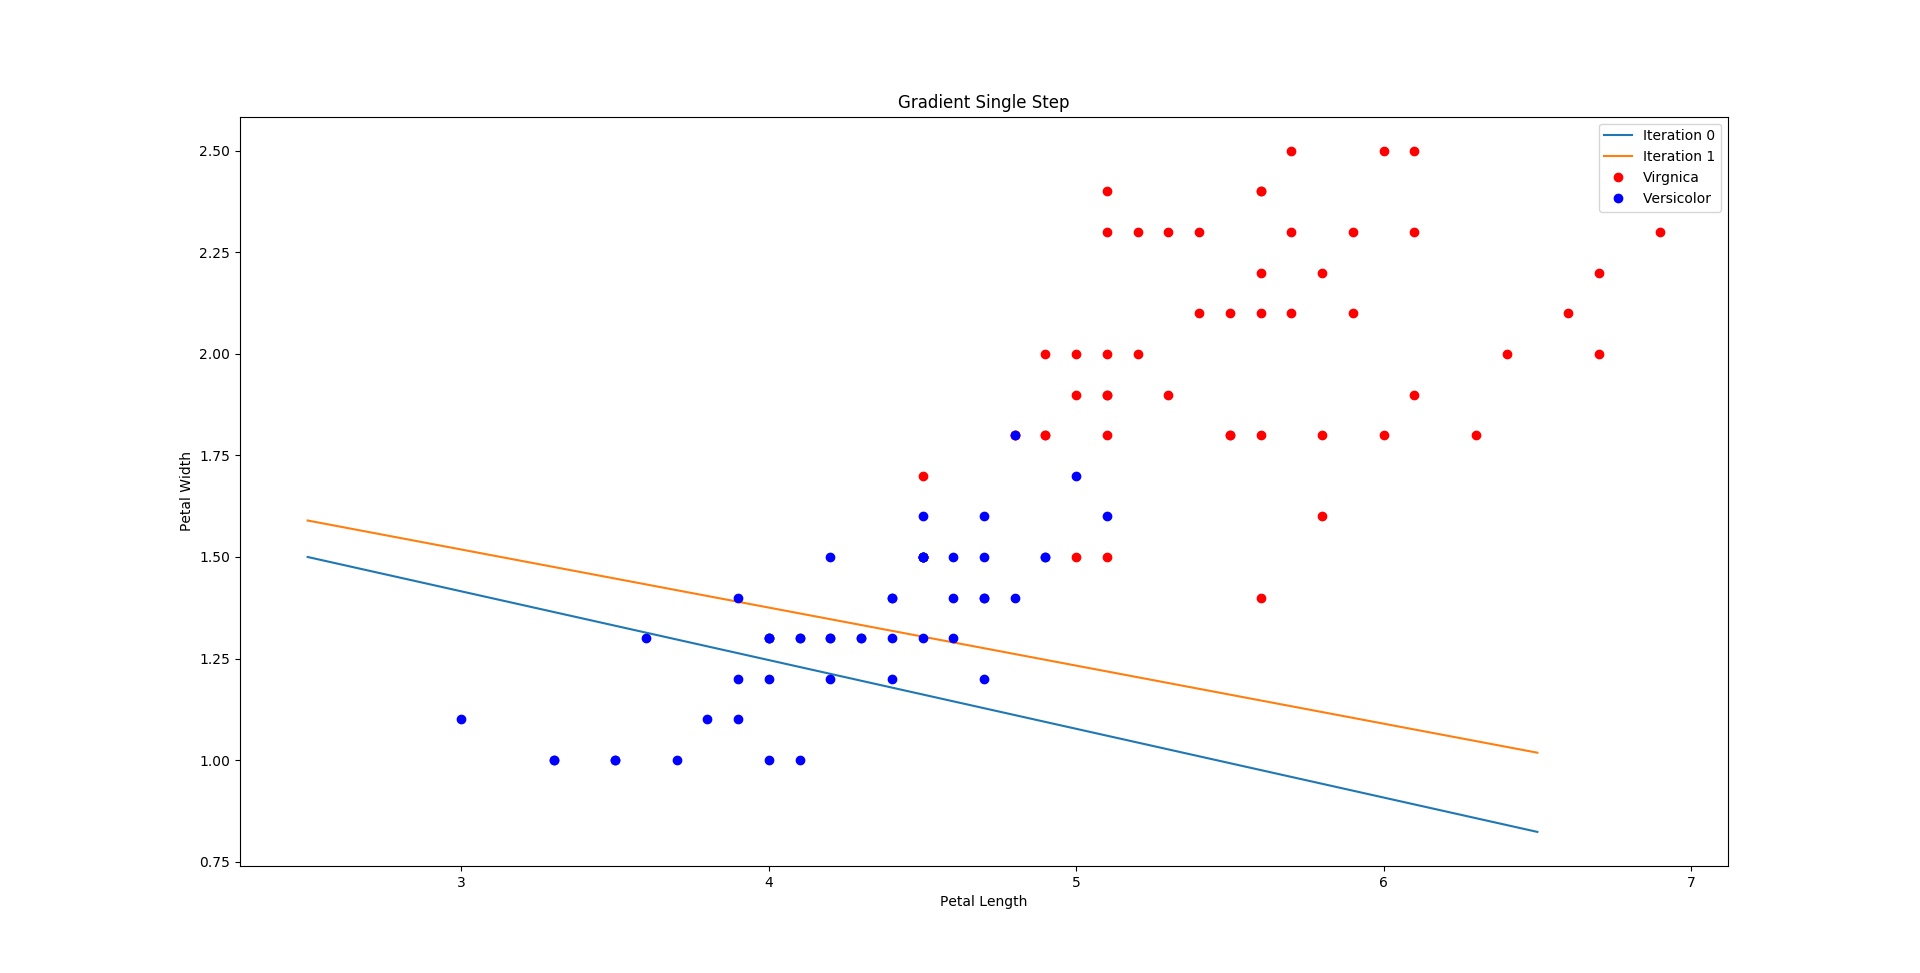 Gradient Single Step
Iteration 0
Iteration 1
Virgnica
Versicolor
Petal Width
2.50
2.25
2.00
1.75
1.50
1.25
1.00
0.75
3 4 5 6 7
Petal Length